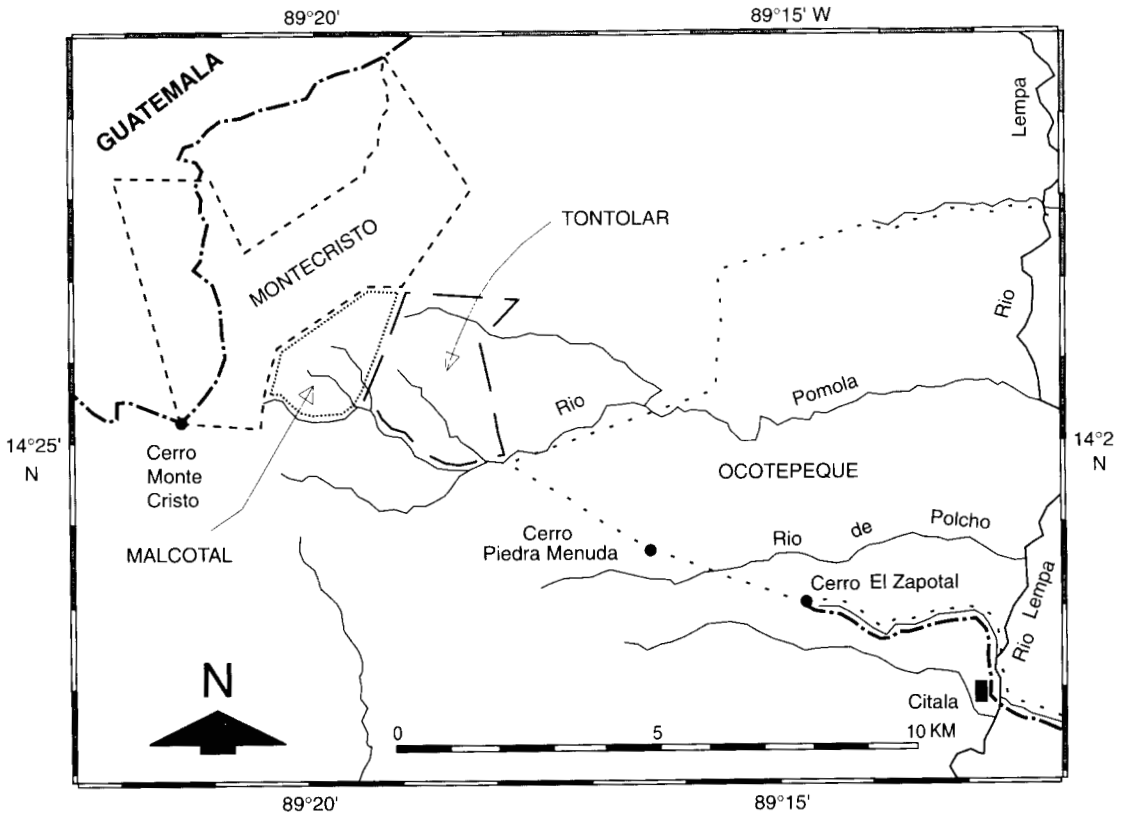 89°20'
89°15' W
GUATEMALA
Lempa
TONTOLAR
MONTECRISTO
Rio
Pomola
Rio
14°25'
N
14°2
N
Cerro
Monte
Cristo
OCOTEPEQUE
MALCOTAL
Cerro
Piedra Menuda
Rio de Polcho
Cerro El Zapotal
Rio Lempa
Citala
N
0 5 10 KM
89°20'
89°15'